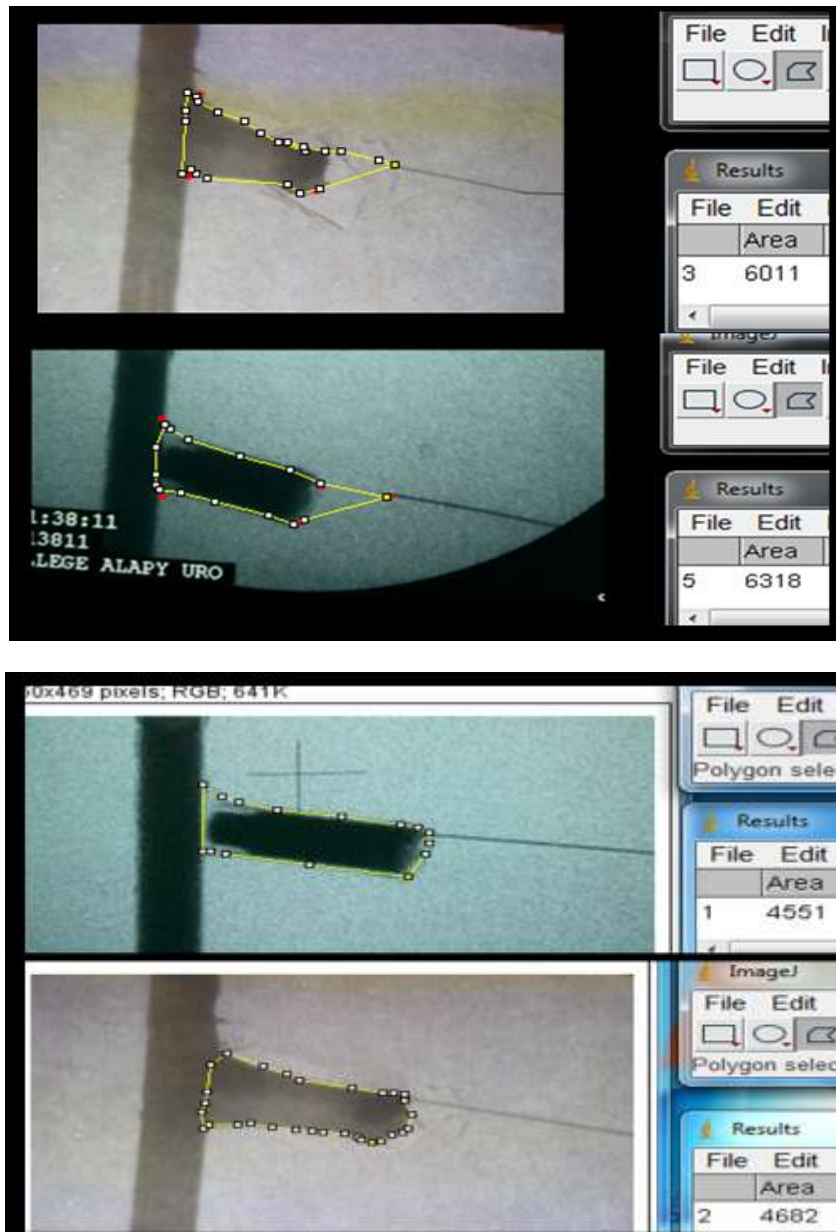 File Edit I
Results
File Edit
Area
3 6011
ImageJ
File Edit I
1:38:11
13811
LEGE ALAPY URO
Results
File Edit
Area
5 6318
0x469 pixels; RGB; 641K
File Edit
Polygon sele
Results
File Edit
Area
1 4551
ImageJ
File Edit
Polygon selec
Results
File Edit
Area
2 4682